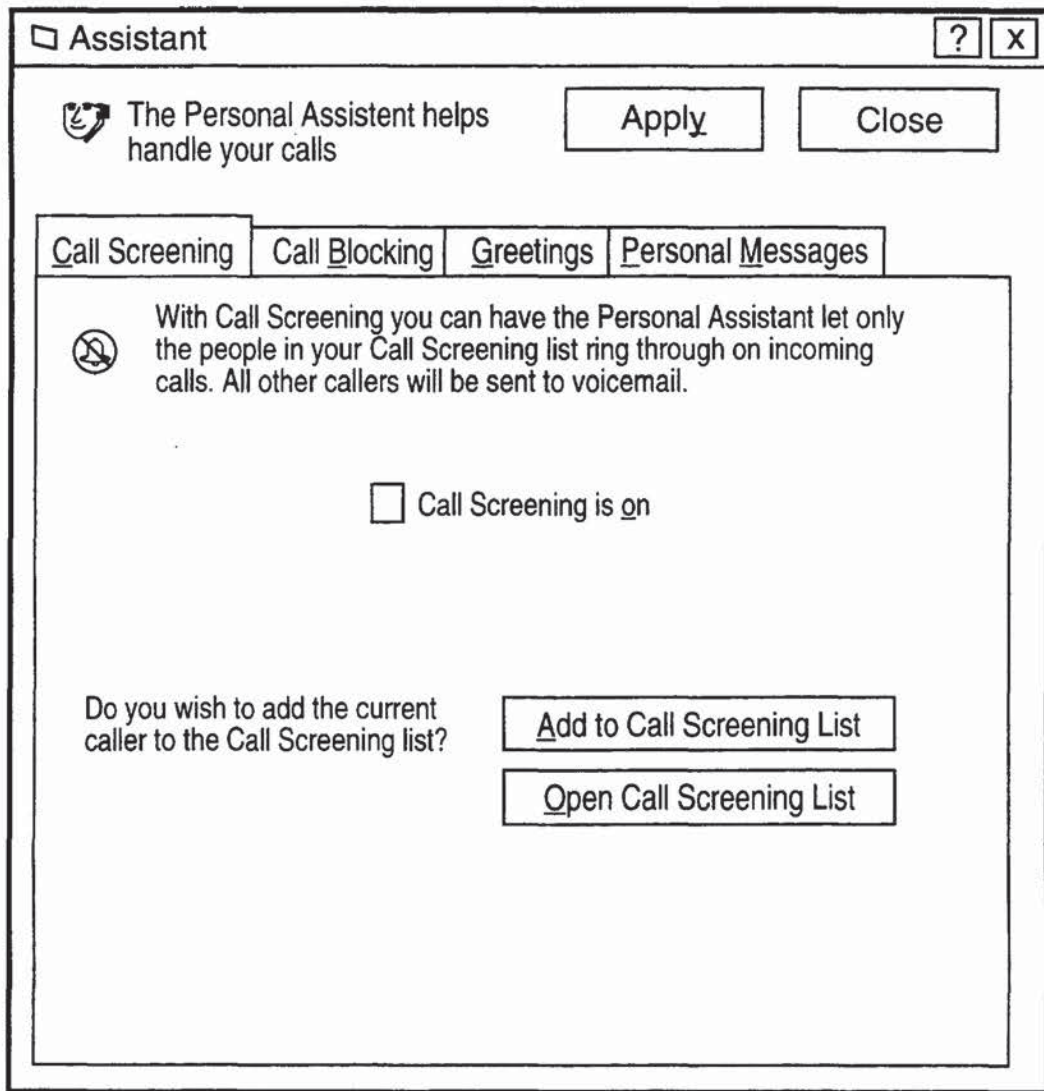 Assistant ? X
The Personal Assistent helps
handle your calls
Apply Close
Call Screening Call Blocking Greetings Personal Messages
With Call Screening you can have the Personal Assistant let only
the people in your Call Screening list ring through on incoming
calls. All other callers will be sent to voicemail.
Call Screening is on
Do you wish to add the current
caller to the Call Screening list?
Add to Call Screening List
Open Call Screening List